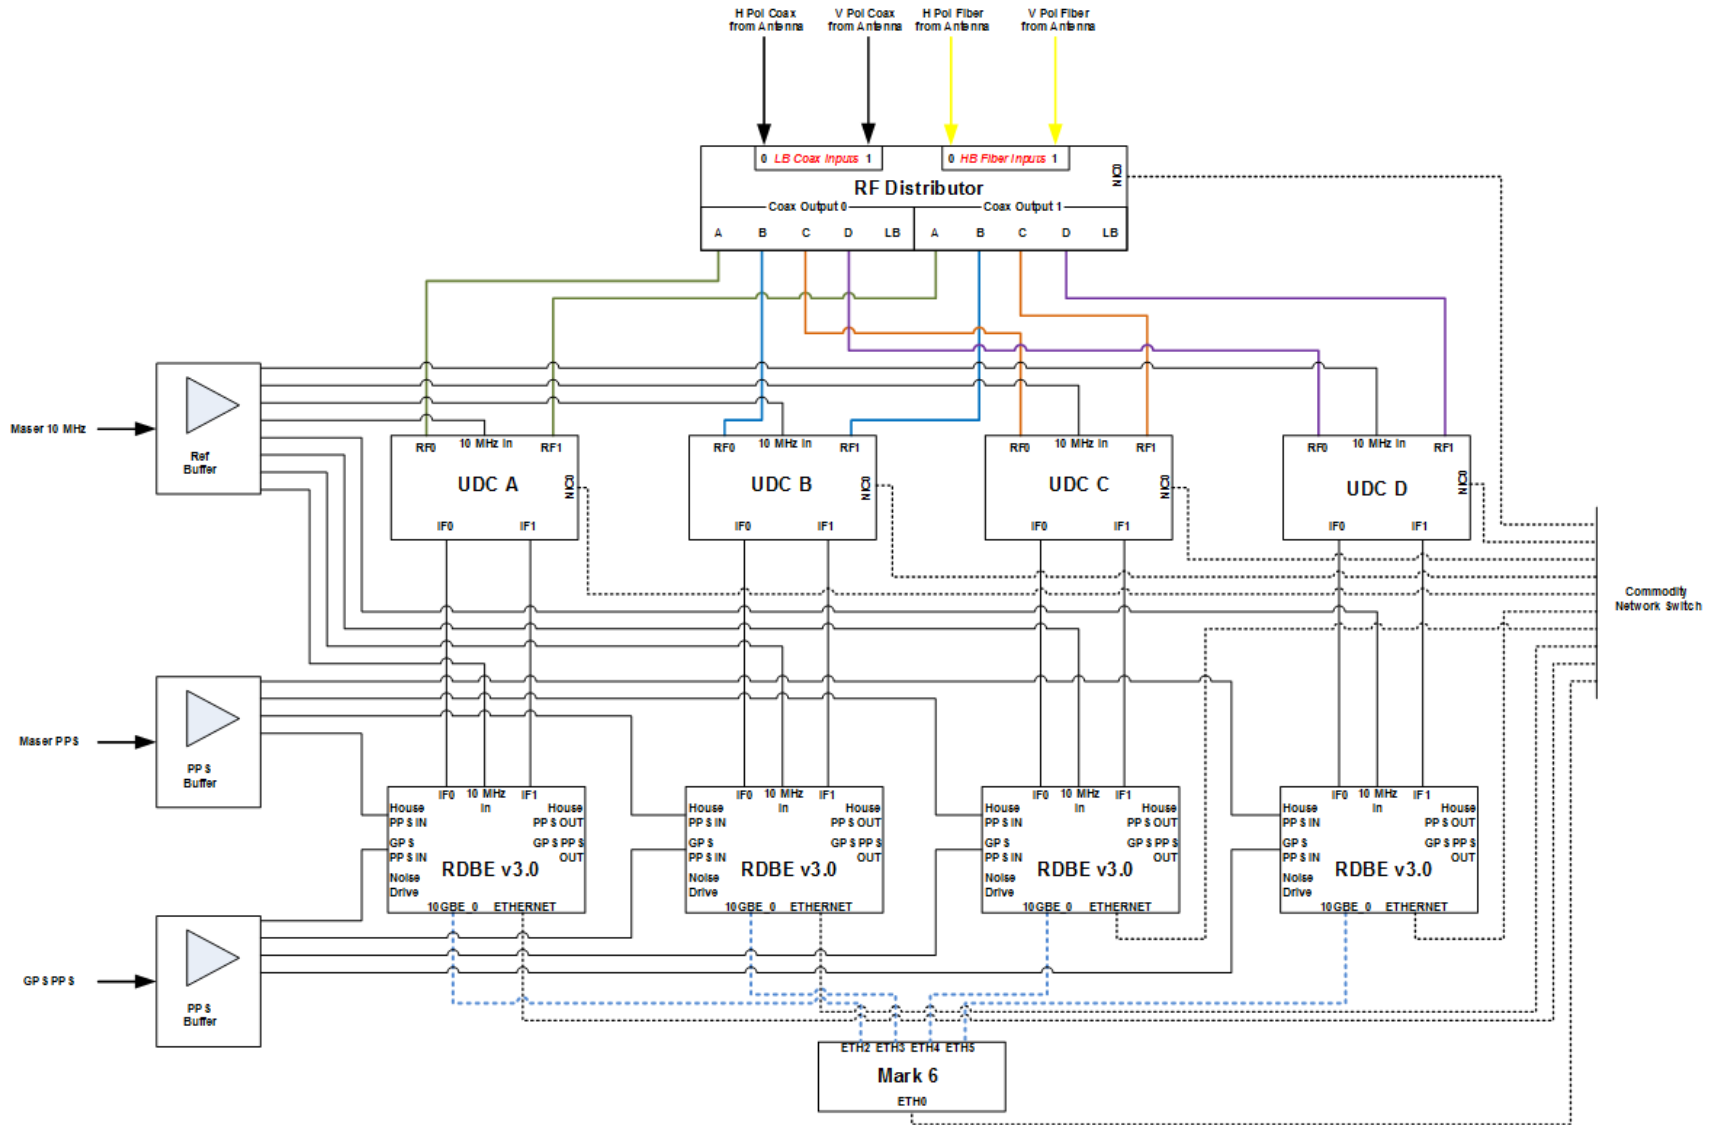 H Pol Coax
from Antenna
V Pol Coax
from Antenna
H Pol Fiber
from Antenna
V Pol Fiber
from Antenna
0 LB Coax Inputs 1
0 HB Fiber Inputs 1
NIC0
RF Distributor
Coax Output 0
Coax Output 1
A B C D LB
A B C D LB
Maser 10 MHz
Ref
Buffer
RF0 10 MHz In RF1
UDC A
NIC0
IF0 IF1
RF0 10 MHz In RF1
UDC B
NIC0
IF0 IF1
RF0 10 MHz In RF1
UDC C
NIC0
IF0 IF1
RF0 10 MHz In RF1
UDC D
NIC0
IF0 IF1
Commodity
Network Switch
Maser PPS
PPS
Buffer
IF0 10 MHz IF1
In
House
PPS IN
House
PPS OUT
GPS
PPS IN
GPS PPS
OUT
RDBE v3.0
Noise
Drive
10GBE_0 ETHERNET
IF0 10 MHz IF1
In
House
PPS IN
House
PPS OUT
GPS
PPS IN
GPS PPS
OUT
RDBE v3.0
Noise
Drive
10GBE_0 ETHERNET
IF0 10 MHz IF1
In
House
PPS IN
House
PPS OUT
GPS
PPS IN
GPS PPS
OUT
RDBE v3.0
Noise
Drive
10GBE_0 ETHERNET
IF0 10 MHz IF1
In
House
PPS IN
House
PPS OUT
GPS
PPS IN
GPS PPS
OUT
RDBE v3.0
Noise
Drive
10GBE_0 ETHERNET
GPS PPS
PPS
Buffer
ETH2 ETH3 ETH4 ETH5
Mark 6
ETH0